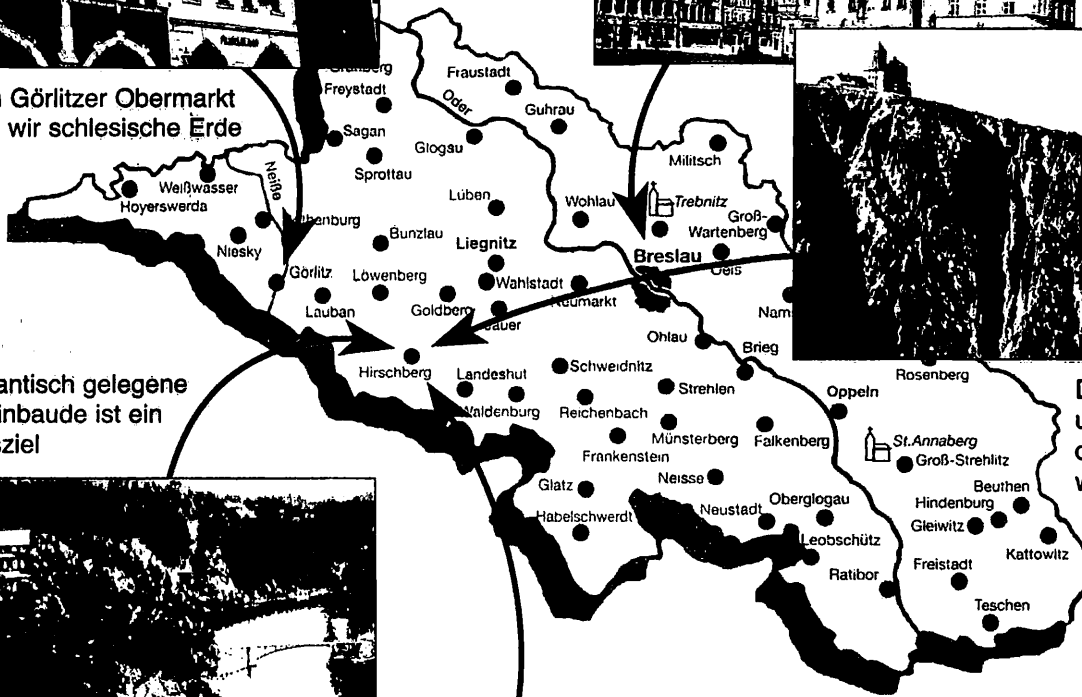 Görlitzer Obermarkt
wir schlesische Erde
Freystadt
Fraustadt
Oder
Guhrau
Sagan
Glogau
Sprottau
Militsch
Neiße
Weißwasser
Hoyerswerda
Lüben
Wohlau
Trebnitz
Groß-
Wartenberg
Niesky
Bunzlau
Liegnitz
Breslau
Oels
Görlitz
Löwenberg
Wahlstadt
Neumarkt
Lauban
Goldberg
Jauer
Ohlau
Brieg
Hirschberg
Landeshut
Schweidnitz
Strehlen
Rosenberg
antisch gelegene
inbaude ist ein
sziel
Waldenburg
Reichenbach
Oppeln
Münsterberg
Falkenberg
St.Annaberg
Groß-Strehlitz
Frankenstein
Glatz
Neisse
Beuthen
Habelschwerdt
Neustadt
Oberglogau
Hindenburg
Gleiwitz
Leobschütz
Kattowitz
Ratibor
Freistadt
Teschen